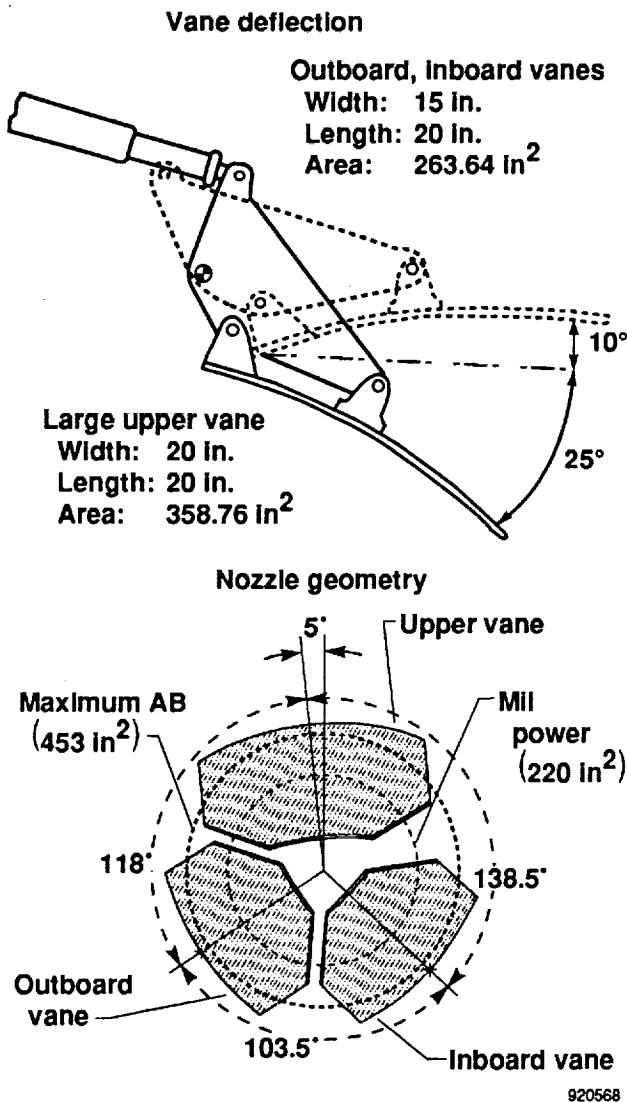 Vane deflection
Outboard, inboard vanes
Width: 15 in.
Length: 20 in.
Area: 263.64 in²
10°
25°
Large upper vane
Width: 20 in.
Length: 20 in.
Area: 358.76 in²
Nozzle geometry
5°
Upper vane
Maximum AB
(453 in²)
Mil
power
(220 in²)
118°
138.5°
Outboard
vane
103.5°
Inboard vane
920568